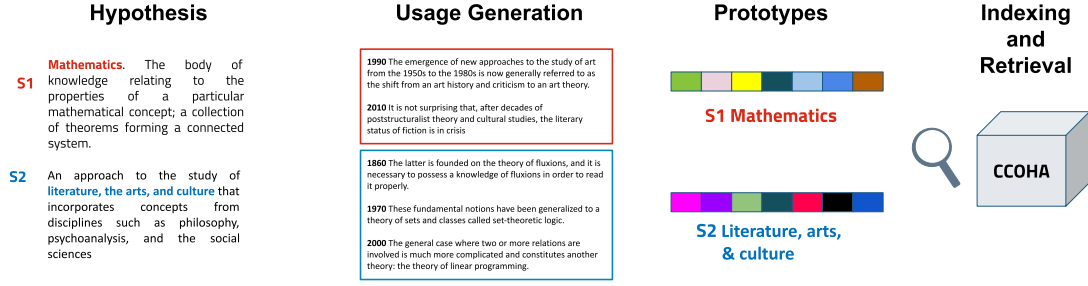 Hypothesis
S1
Mathematics. The body of
knowledge relating to the
properties of a particular
mathematical concept; a collection
of theorems forming a connected
system.
S2
An approach to the study of
literature, the arts, and culture that
incorporates concepts from
disciplines such as philosophy,
psychoanalysis, and the social
sciences
Usage Generation
1990 The emergence of new approaches to the study of art
from the 1950s to the 1980s is now generally referred to as
the shift from an art history and criticism to an art theory.
2010 It is not surprising that, after decades of
poststructuralist theory and cultural studies, the literary
status of fiction is in crisis
1860 The latter is founded on the theory of fluxions, and it is
necessary to possess a knowledge of fluxions in order to read
it properly.
1970 These fundamental notions have been generalized to a
theory of sets and classes called set-theoretic logic.
2000 The general case where two or more relations are
involved is much more complicated and constitutes another
theory: the theory of linear programming.
Prototypes
S1 Mathematics
S2 Literature, arts,
& culture
Indexing
and
Retrieval
CCOHA